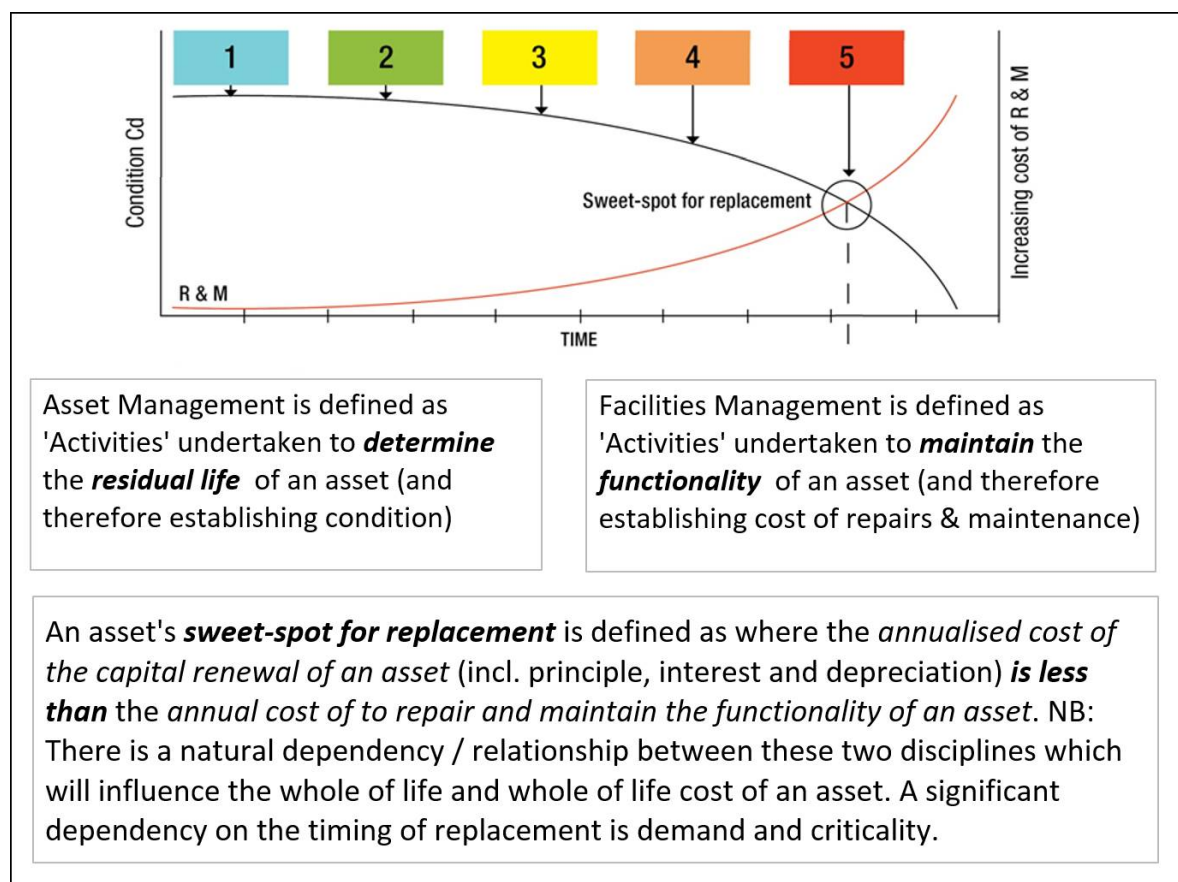 1 2 3 4 5
Condition Cd
Increasing cost of R & M
Sweet-spot for replacement
R & M
TIME
Asset Management is defined as
'Activities' undertaken to determine
the residual life of an asset (and
therefore establishing condition)
Facilities Management is defined as
'Activities' undertaken to maintain the
functionality of an asset (and therefore
establishing cost of repairs & maintenance)
An asset's sweet-spot for replacement is defined as where the annualised cost of
the capital renewal of an asset (incl. principle, interest and depreciation) is less
than the annual cost of to repair and maintain the functionality of an asset. NB:
There is a natural dependency / relationship between these two disciplines which
will influence the whole of life and whole of life cost of an asset. A significant
dependency on the timing of replacement is demand and criticality.